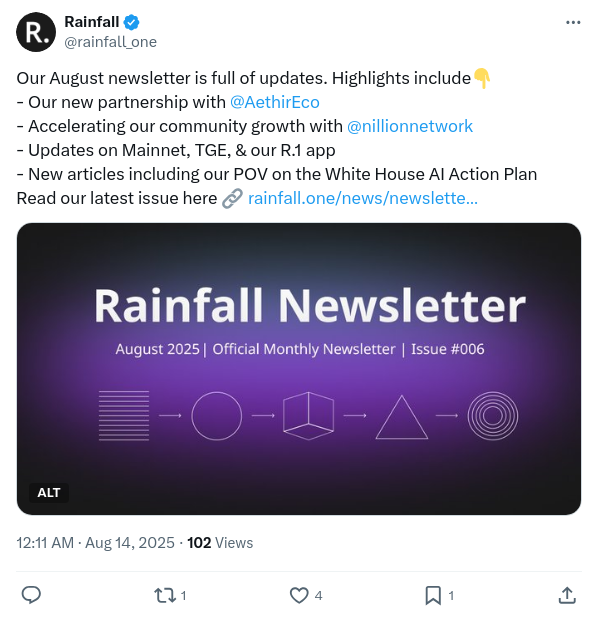 R.
Rainfall
@rainfall_one
Our August newsletter is full of updates. Highlights include👇
- Our new partnership with @AethirEco
- Accelerating our community growth with @nillionnetwork
- Updates on Mainnet, TGE, & our R.1 app
- New articles including our POV on the White House AI Action Plan
Read our latest issue here 🔗 rainfall.one/news/newslette...
Rainfall Newsletter
August 2025 | Official Monthly Newsletter | Issue #006
ALT
12:11 AM · Aug 14, 2025 · 102 Views
1 4 1